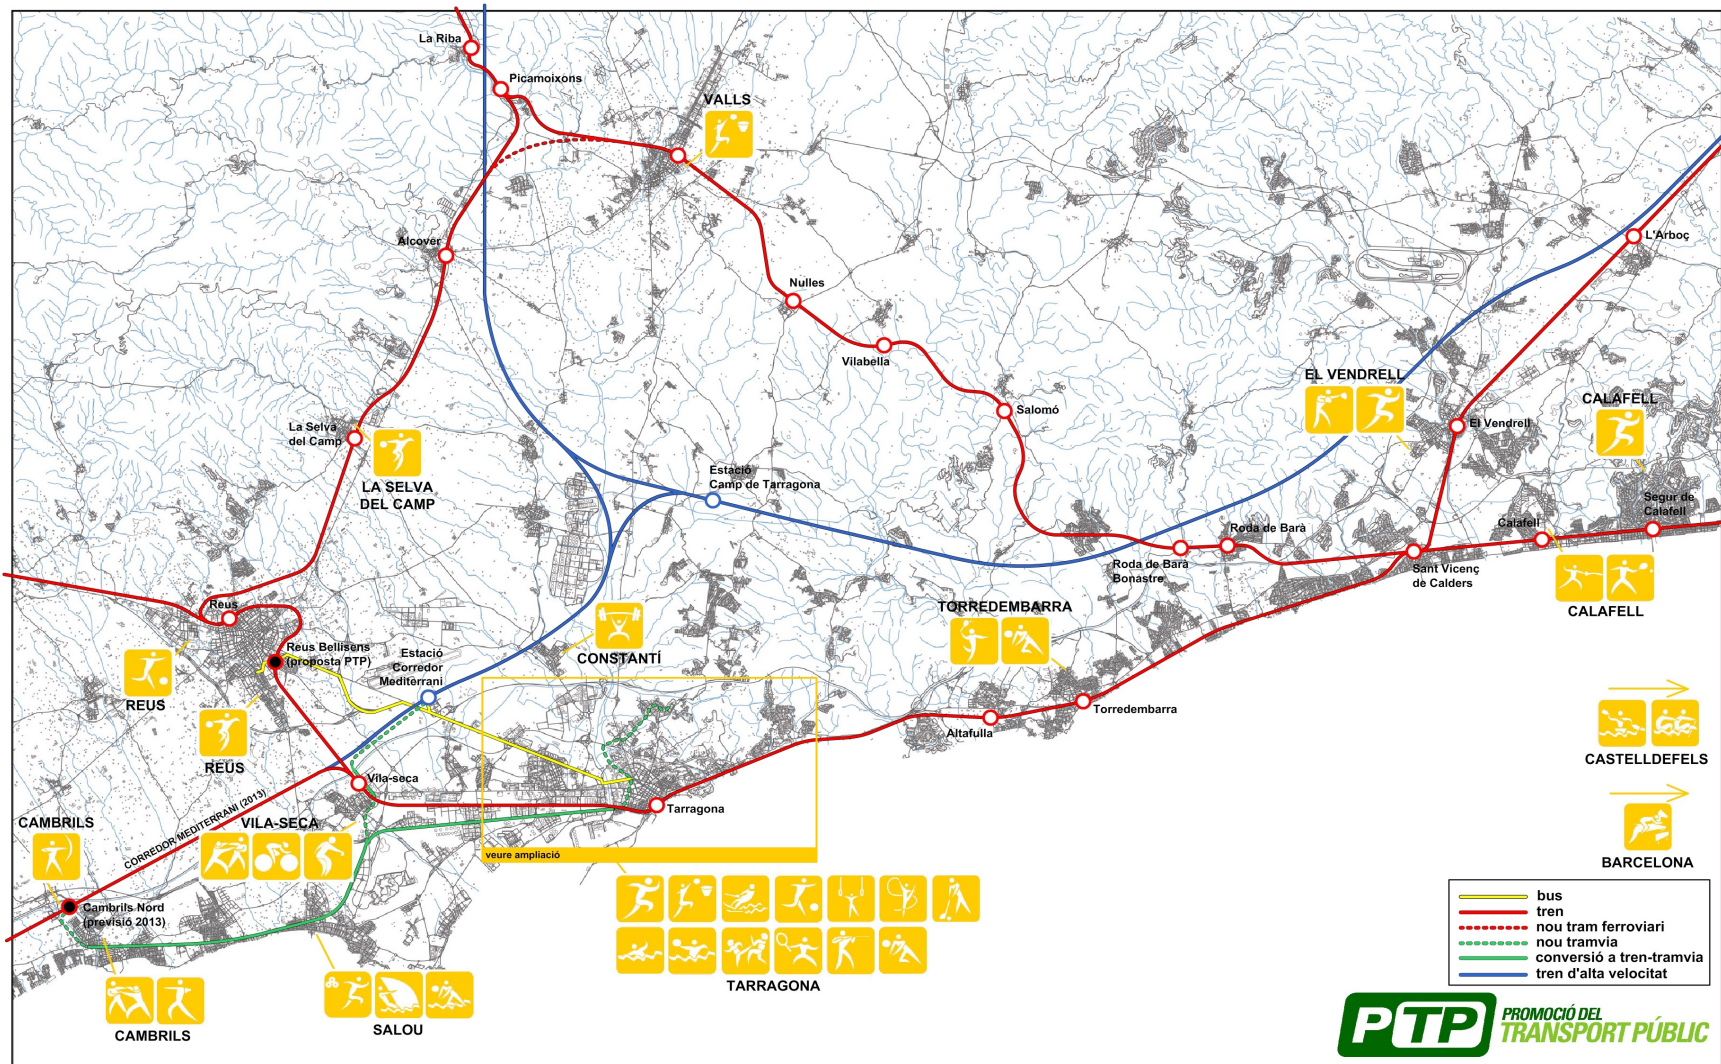 La Riba
Picamoixons
VALLS
Alcover
L'Arboç
Nulles
Vilabella
EL VENDRELL
CALAFELL
Salomó
La Selva
del Camp
El Vendrell
LA SELVA
DEL CAMP
Estació
Camp de Tarragona
Segur de
Calafell
Calafell
Roda de Barà
Roda de Barà
Bonastre
Sant Vicenç
de Calders
Reus
TORREDEMBARRA
CALAFELL
CONSTANTÍ
Reus Bellisens
(proposta PTP)
Estació
Corredor
Mediterrani
REUS
Torredembarra
Altafulla
REUS
CASTELLDEFELS
Vila-seca
Tarragona
CORREDOR MEDITERRANI (2013)
CAMBRILS
VILA-SECA
veure ampliació
BARCELONA
Cambrils Nord
(previsió 2013)
bus
tren
nou tram ferroviari
nou tramvia
conversió a tren-tramvia
tren d'alta velocitat
TARRAGONA
SALOU
CAMBRILS
PTP
PROMOCIÓ DEL
TRANSPORT PÚBLIC